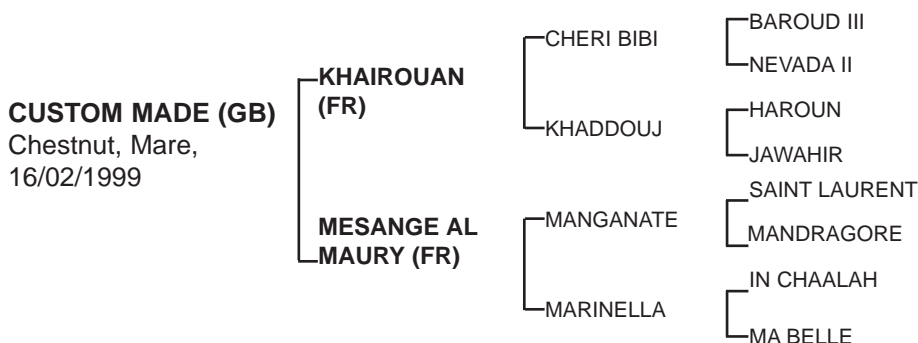 CUSTOM MADE (GB)
Chestnut, Mare,
16/02/1999
KHAIROUAN
(FR)
MESANGE AL
MAURY (FR)
CHERI BIBI
KHADDOUJ
MANGANATE
MARINELLA
BAROUD III
NEVADA II
HAROUN
JAWAHIR
SAINT LAURENT
MANDRAGORE
IN CHAALAH
MA BELLE